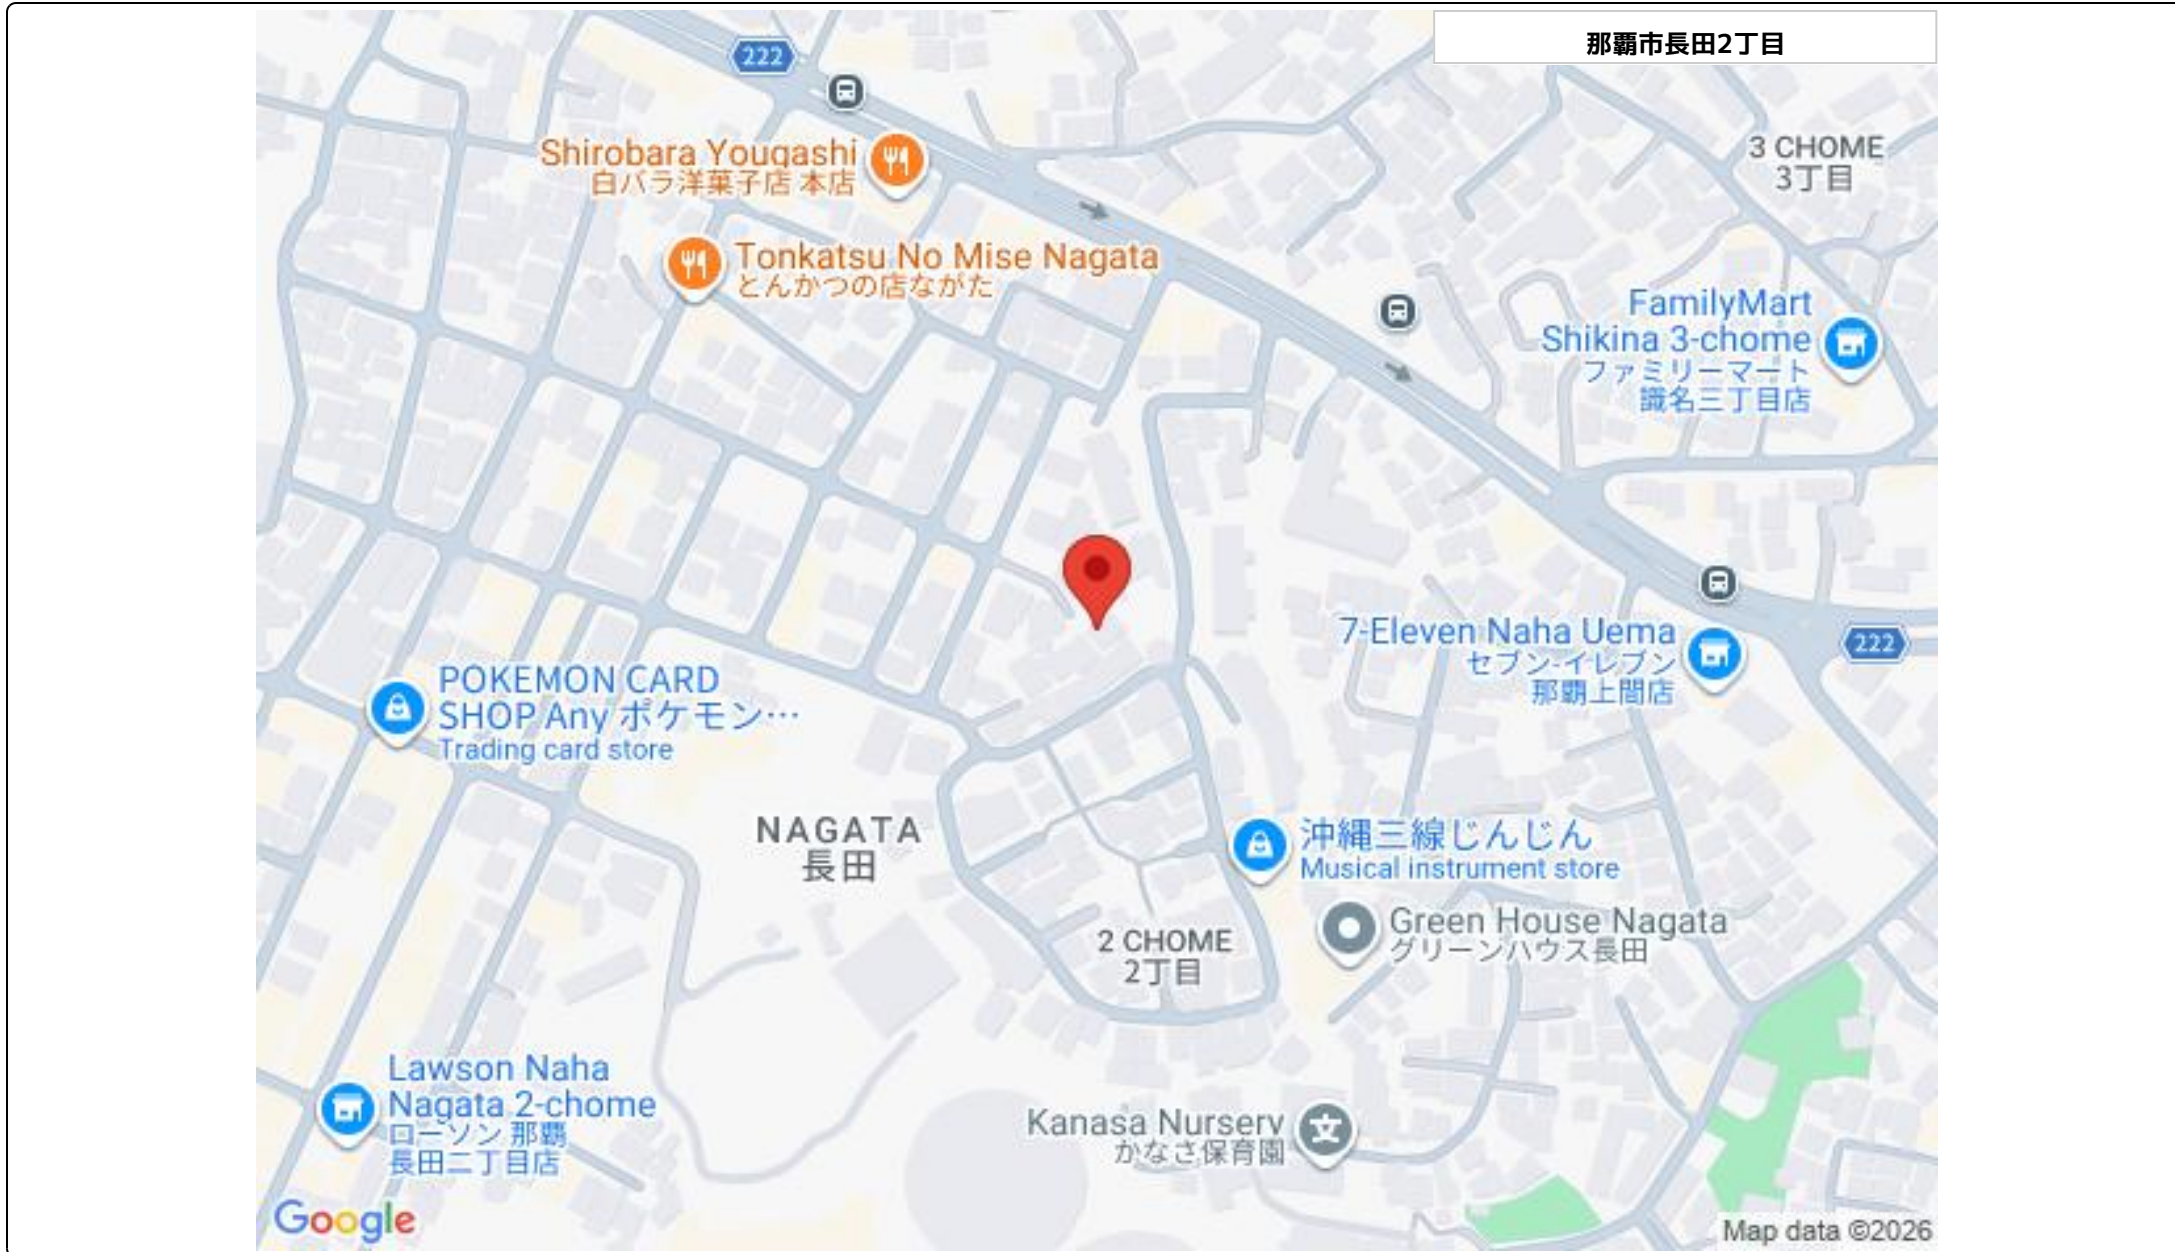 那覇市長田2丁目
222
Shirobara Yougashi
白バラ洋菓子店 本店
3 CHOME
3丁目
Tonkatsu No Mise Nagata
とんかつの店ながた
FamilyMart
Shikina 3-chome
ファミリーマート
識名三丁目店
7-Eleven Naha Uema
セブン-イレブン
那覇上間店
222
POKEMON CARD
SHOP Any ポケモン…
Trading card store
NAGATA
長田
沖縄三線じんじん
Musical instrument store
Green House Nagata
グリーンハウス長田
2 CHOME
2丁目
Lawson Naha
Nagata 2-chome
ローソン 那覇
長田二丁目店
Kanasa Nursery
かなさ保育園
文
Google
Map data ©2026